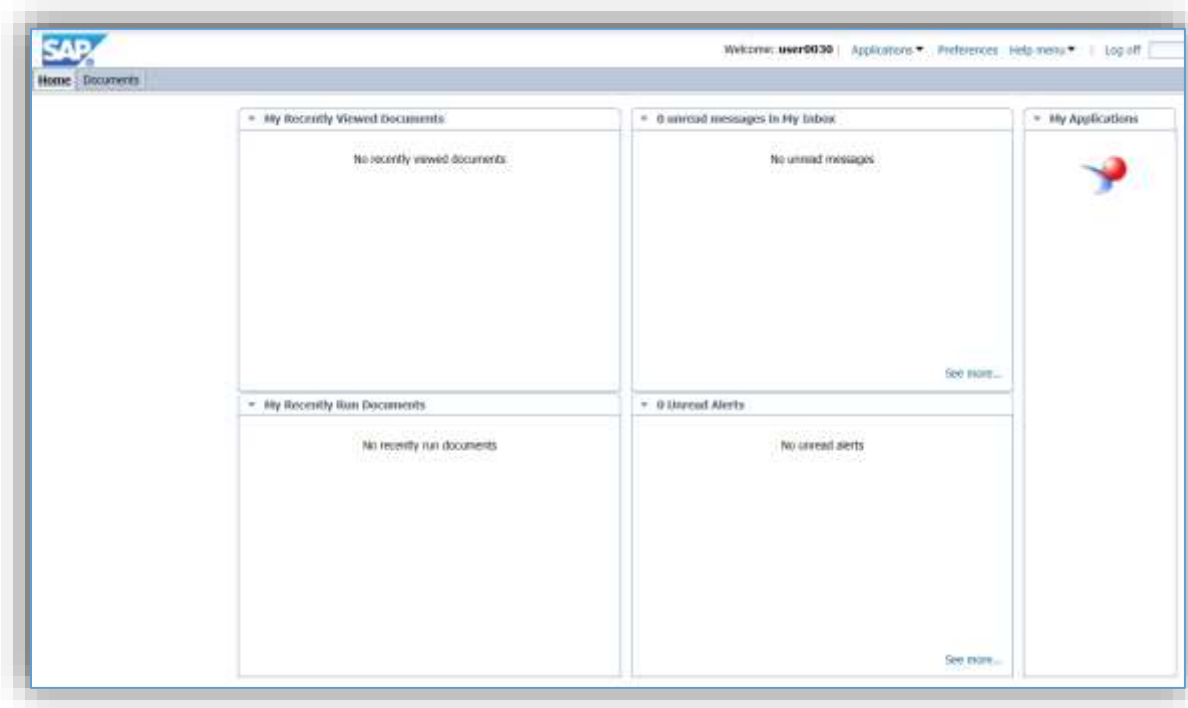 SAP
Welcome: user0030 | Applications Preferences Help menu | Log off
Home Documents
My Recently Viewed Documents
No recently viewed documents
0 unread messages in My Inbox
No unread messages
See more...
My Applications
My Recently Run Documents
No recently run documents
0 Unread Alerts
No unread alerts
See more...